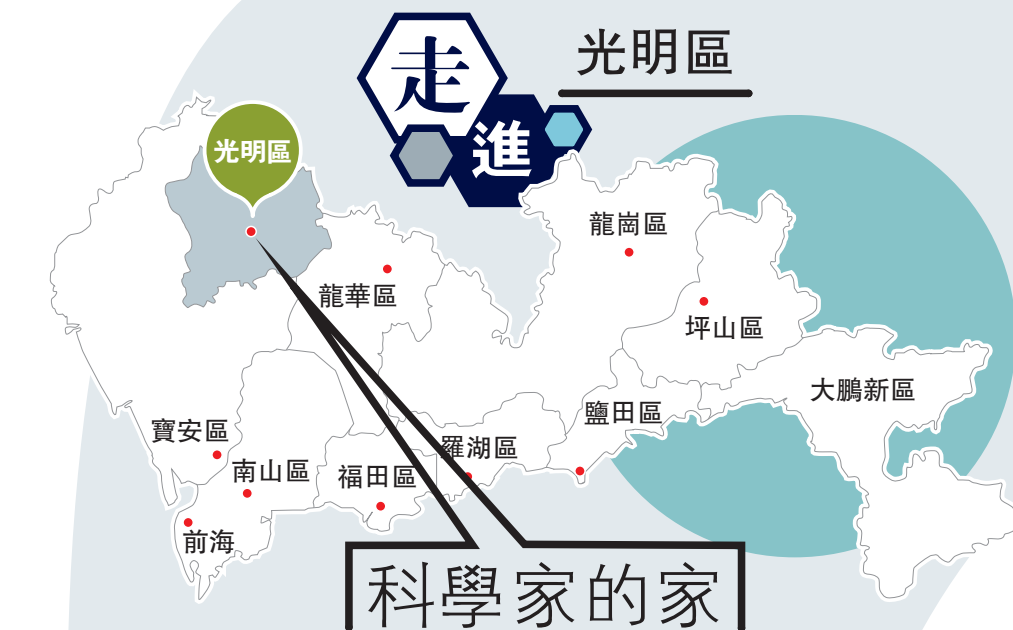 走進
光明區
光明區
龍崗區
龍華區
坪山區
大鵬新區
鹽田區
寶安區
羅湖區
南山區
福田區
前海
科學家的家